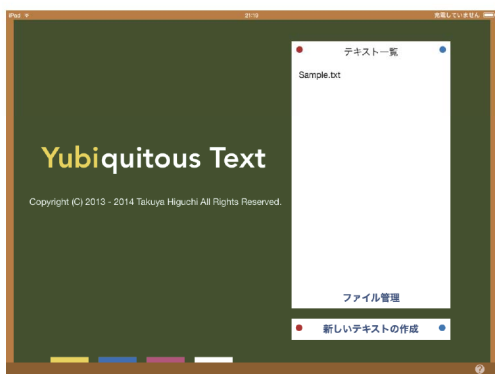 iPad
21:19
充電していません
テキスト一覧
Sample.txt
Yubiquitous Text
Copyright (C) 2013 - 2014 Takuya Higuchi All Rights Reserved.
ファイル管理
新しいテキストの作成
?